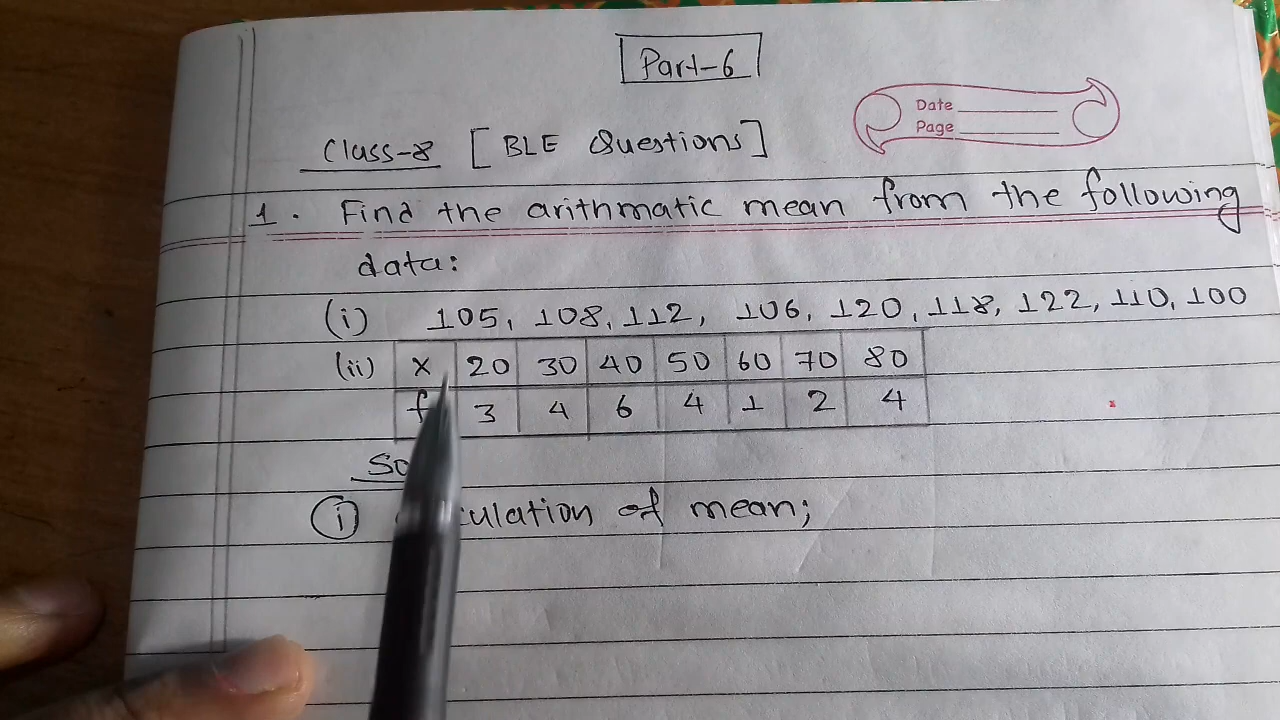 Part-6
Date
Page
Class-8 [BLE Questions]
1. Find the arithmatic mean from the following
data:
(i) 105, 108, 112, 106, 120, 118, 122, 110, 100
(ii) x 20 30 40 50 60 70 80
f 3 4 6 4 1 2 4
(i) of mean;